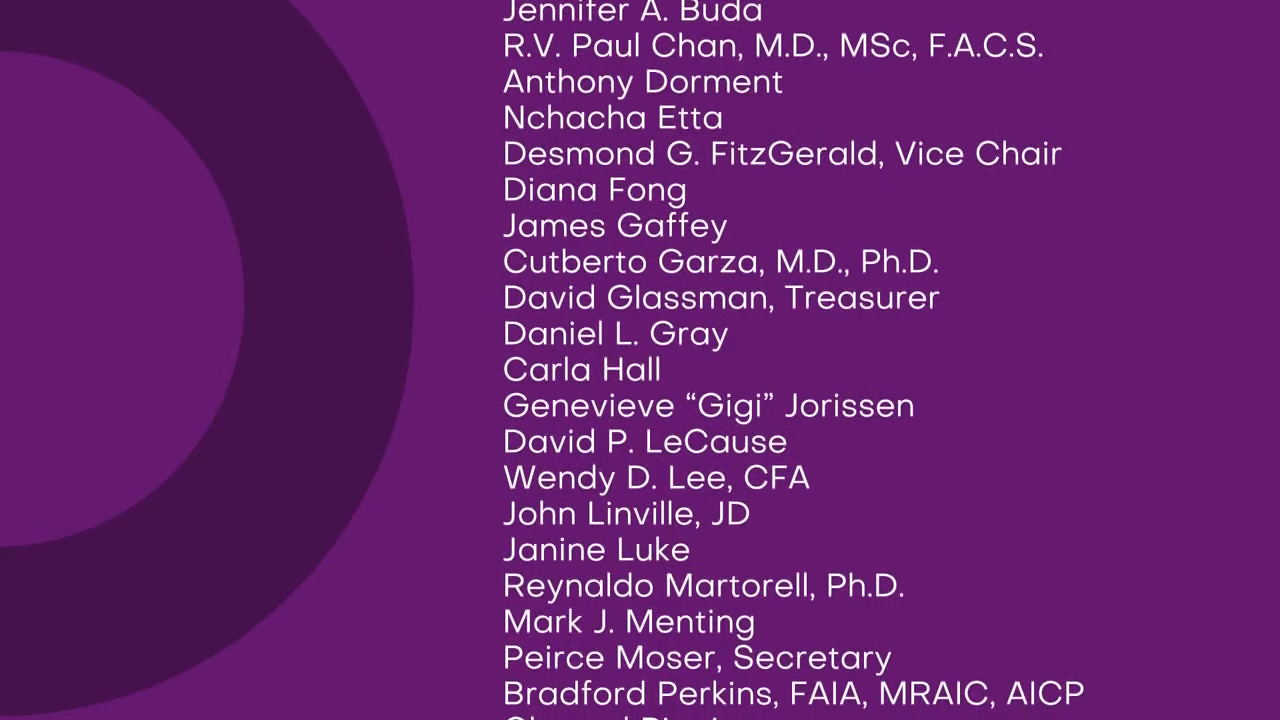 Jennifer A. Buda
R.V. Paul Chan, M.D., MSc, F.A.C.S.
Anthony Dorment
Nchacha Etta
Desmond G. FitzGerald, Vice Chair
Diana Fong
James Gaffey
Cutberto Garza, M.D., Ph.D.
David Glassman, Treasurer
Daniel L. Gray
Carla Hall
Genevieve “Gigi” Jorissen
David P. LeCause
Wendy D. Lee, CFA
John Linville, JD
Janine Luke
Reynaldo Martorell, Ph.D.
Mark J. Menting
Peirce Moser, Secretary
Bradford Perkins, FAIA, MRAIC, AICP